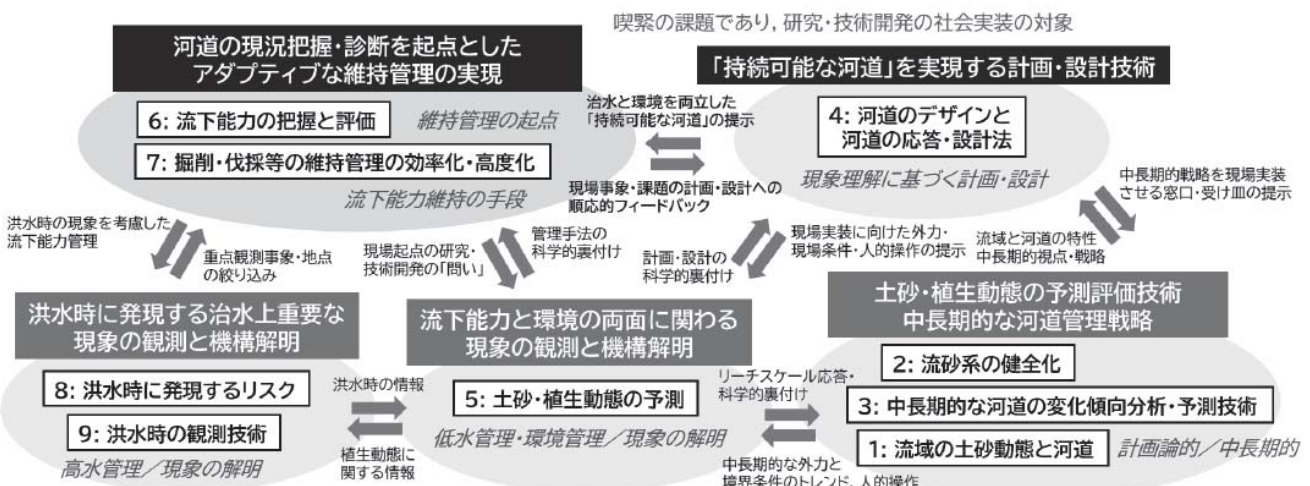 喫緊の課題であり, 研究・技術開発の社会実装の対象
河道の現況把握・診断を起点とした
アダプティブな維持管理の実現
「持続可能な河道」を実現する計画・設計技術
6: 流下能力の把握と評価
維持管理の起点
7: 掘削・伐採等の維持管理の効率化・高度化
流下能力維持の手段
治水と環境を両立した
「持続可能な河道」の提示
現場事象・課題の計画・設計への
順応的フィードバック
4: 河道のデザインと
河道の応答・設計法
現象理解に基づく計画・設計
中長期的戦略を現場実装
させる窓口・受け皿の提示
洪水時の現象を考慮した
流下能力管理
重点観測事象・地点
の絞り込み
現場起点の研究・
技術開発の「問い」
管理手法の
科学的裏付け
計画・設計の
科学的裏付け
現場実装に向けた外力・
現場条件・人的操作の提示
流域と河道の特性
中長期的視点・戦略
洪水時に発現する治水上重要な
現象の観測と機構解明
流下能力と環境の両面に関わる
現象の観測と機構解明
土砂・植生動態の予測評価技術
中長期的な河道管理戦略
8: 洪水時に発現するリスク
9: 洪水時の観測技術
高水管理／現象の解明
洪水時の情報
植生動態に
関する情報
5: 土砂・植生動態の予測
低水管理・環境管理／現象の解明
リーチスケール応答・
科学的裏付け
中長期的な外力と
境界条件のトレンド、人的操作
2: 流砂系の健全化
3: 中長期的な河道の変化傾向分析・予測技術
1: 流域の土砂動態と河道
計画論的／中長期的